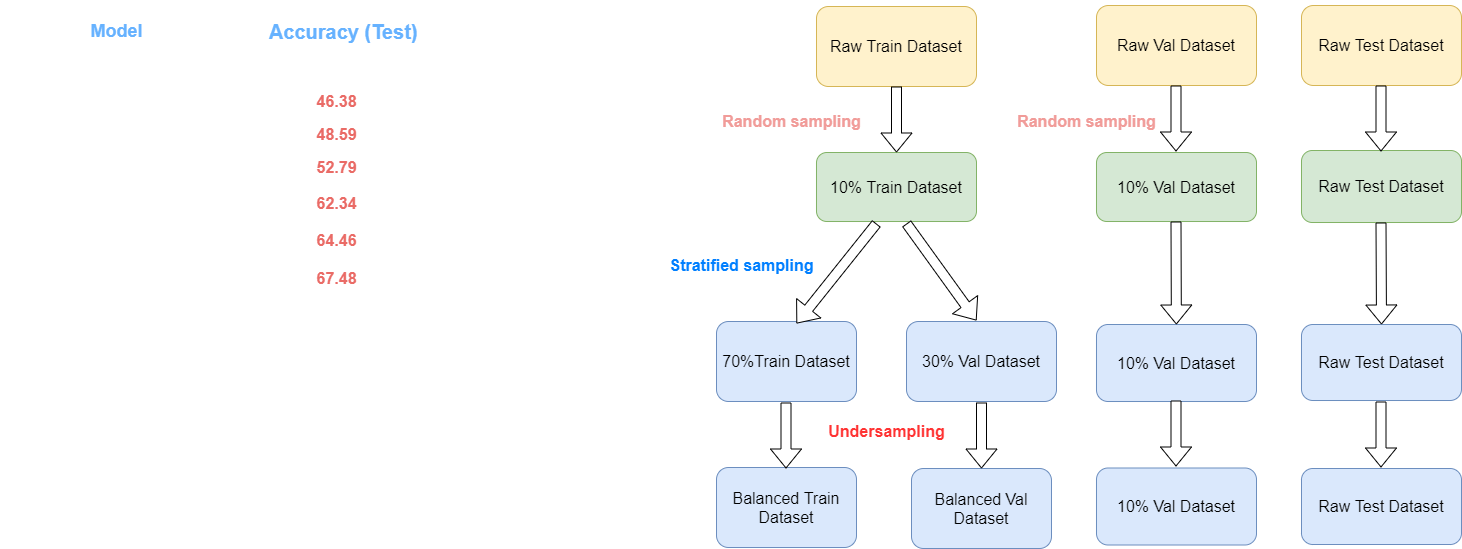 Model
Accuracy (Test)
46.38
48.59
52.79
62.34
64.46
67.48
Raw Train Dataset
Raw Val Dataset
Raw Test Dataset
Random sampling
Random sampling
10% Train Dataset
10% Val Dataset
Raw Test Dataset
Stratified sampling
70%Train Dataset
30% Val Dataset
10% Val Dataset
Raw Test Dataset
Undersampling
Balanced Train
Dataset
Balanced Val
Dataset
10% Val Dataset
Raw Test Dataset